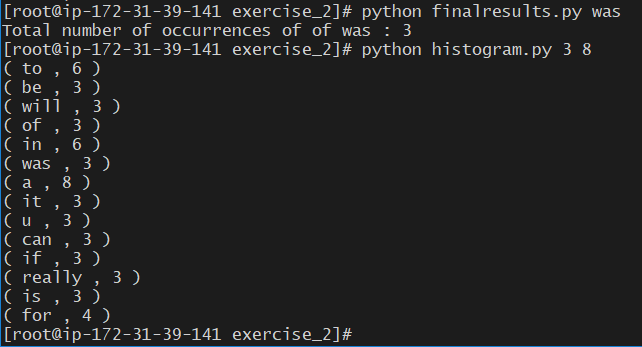 [root@ip-172-31-39-141 exercise_2]# python finalresults.py was
Total number of occurrences of of was : 3
[root@ip-172-31-39-141 exercise_2]# python histogram.py 3 8
( to , 6 )
( be , 3 )
( will , 3 )
( of , 3 )
( in , 6 )
( was , 3 )
( a , 8 )
( it , 3 )
( u , 3 )
( can , 3 )
( if , 3 )
( really , 3 )
( is , 3 )
( for , 4 )
[root@ip-172-31-39-141 exercise_2]#